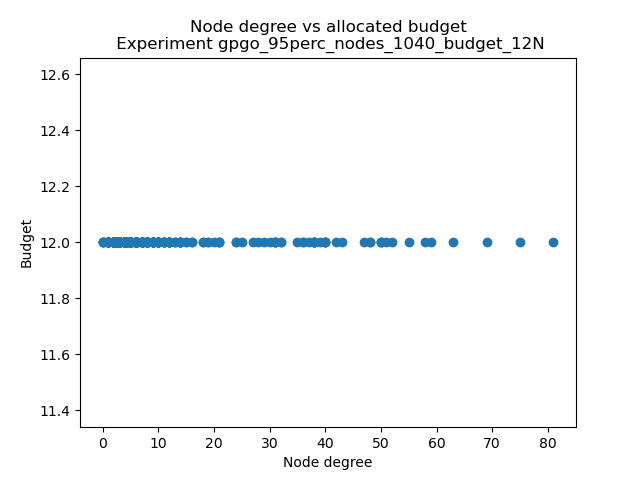 Node degree vs allocated budget
Experiment gpgo_95perc_nodes_1040_budget_12N
12.6
12.4
12.2
12.0
11.8
11.6
11.4
Budget
0 10 20 30 40 50 60 70 80
Node degree